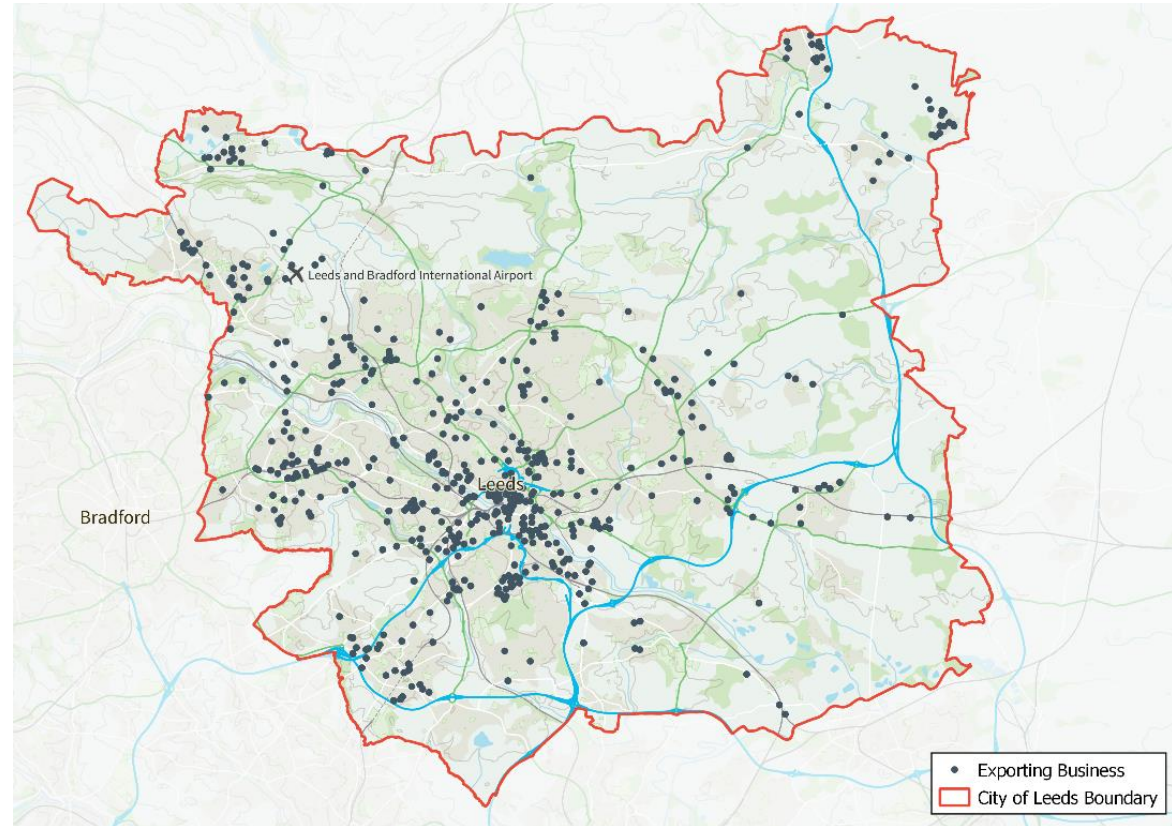 Leeds and Bradford International Airport
Leeds
Bradford
Exporting Business
City of Leeds Boundary